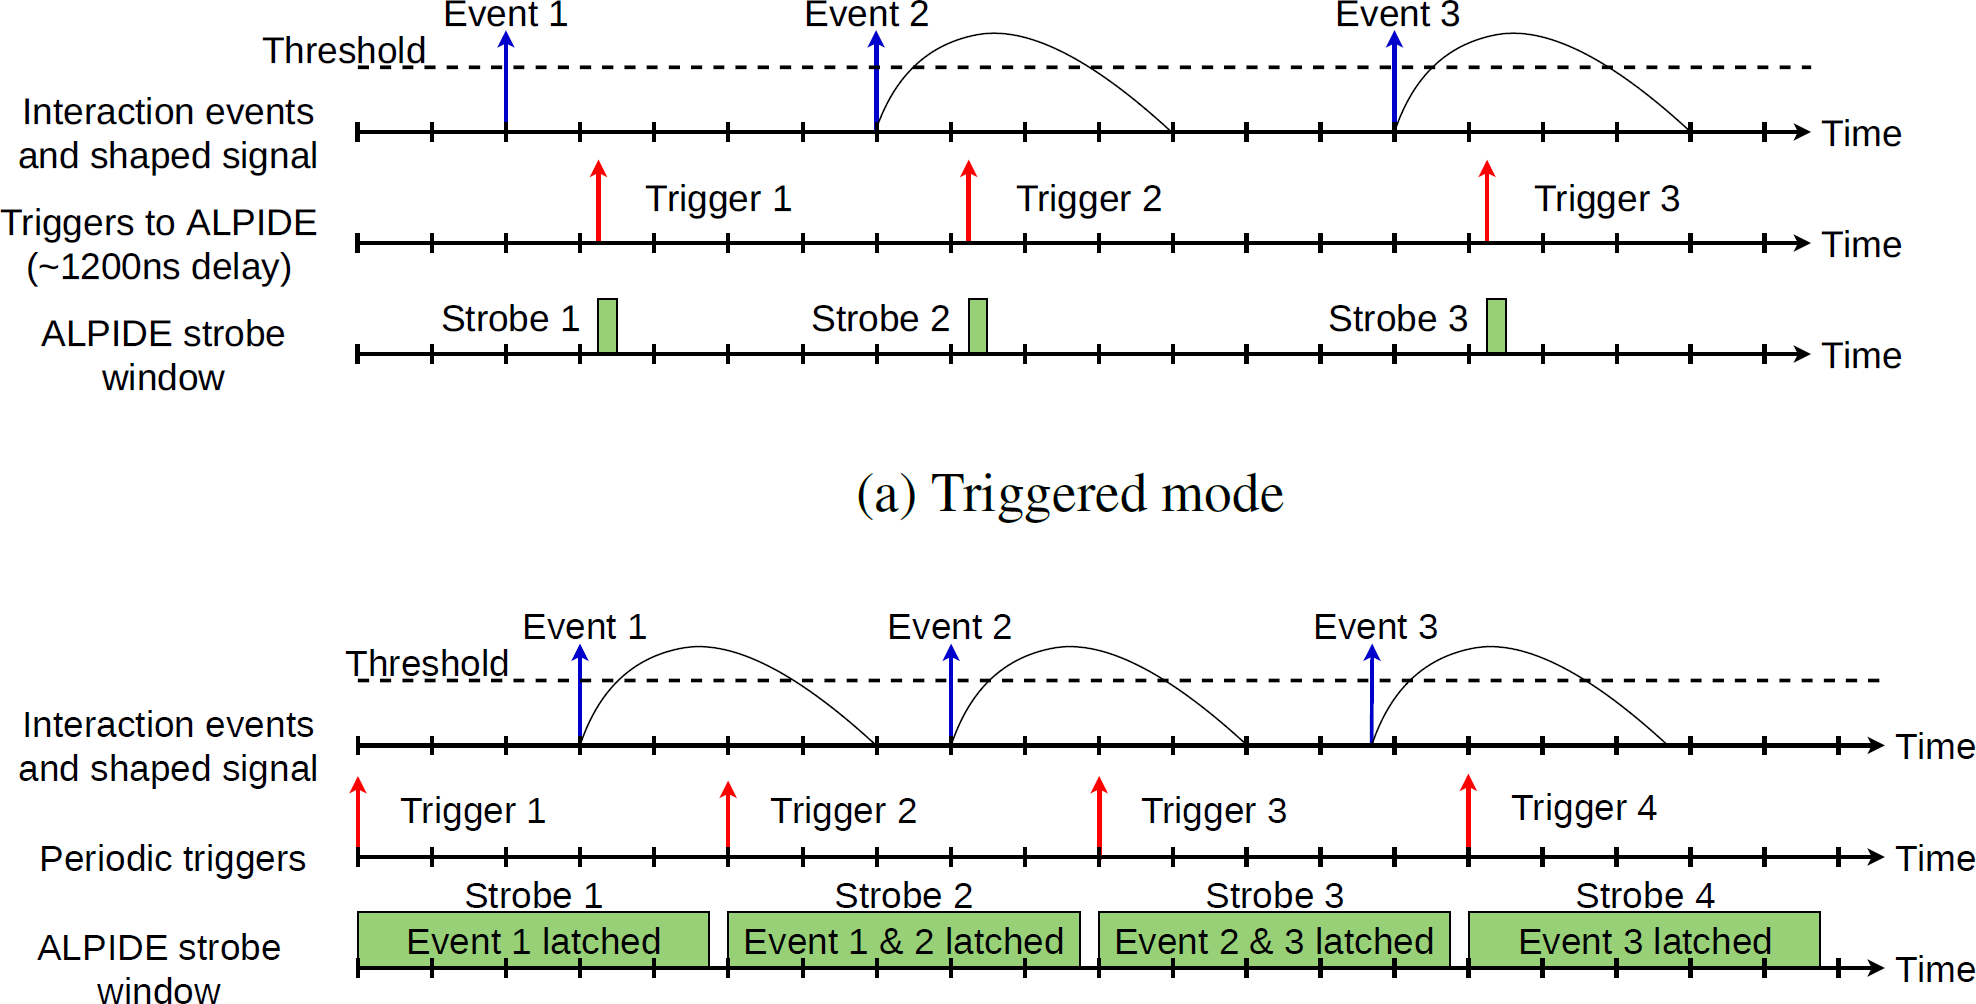 Event 1
Event 2
Event 3
Threshold
Interaction events
and shaped signal
Time
Trigger 1
Trigger 2
Trigger 3
Triggers to ALPIDE
(~1200ns delay)
Time
Strobe 1
Strobe 2
Strobe 3
ALPIDE strobe
window
Time
(a) Triggered mode
Event 1
Event 2
Event 3
Threshold
Interaction events
and shaped signal
Time
Trigger 1
Trigger 2
Trigger 3
Trigger 4
Periodic triggers
Time
Strobe 1
Strobe 2
Strobe 3
Strobe 4
Event 1 latched
Event 1 & 2 latched
Event 2 & 3 latched
Event 3 latched
ALPIDE strobe
window
Time